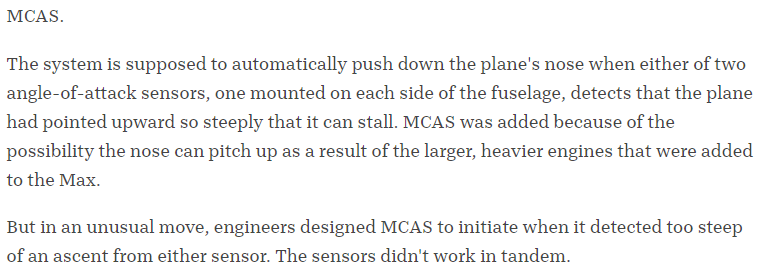 MCAS.
The system is supposed to automatically push down the plane's nose when either of two
angle-of-attack sensors, one mounted on each side of the fuselage, detects that the plane
had pointed upward so steeply that it can stall. MCAS was added because of the
possibility the nose can pitch up as a result of the larger, heavier engines that were added
to the Max.
But in an unusual move, engineers designed MCAS to initiate when it detected too steep
of an ascent from either sensor. The sensors didn't work in tandem.